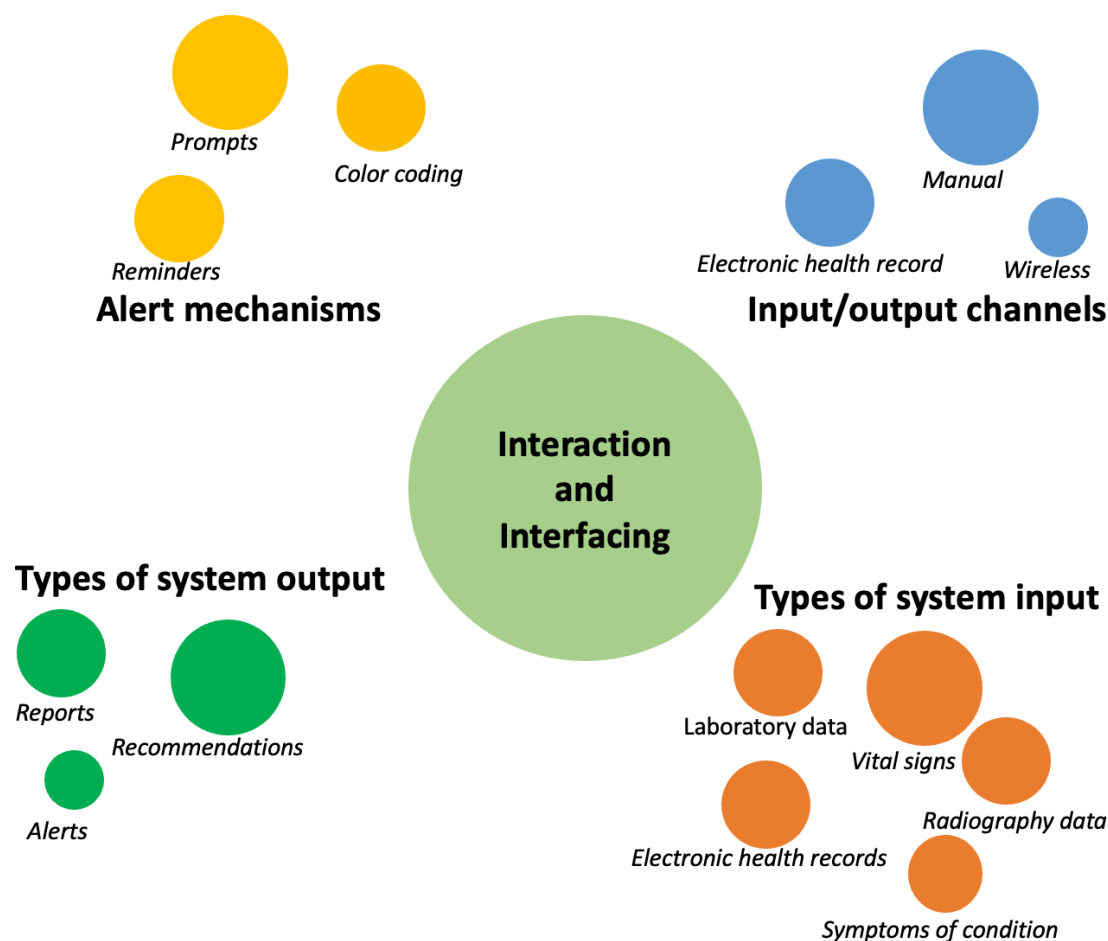 Prompts
Color coding
Reminders
Alert mechanisms
Manual
Electronic health record
Wireless
Input/output channels
Interaction
and
Interfacing
Types of system output
Reports
Recommendations
Alerts
Types of system input
Laboratory data
Vital signs
Radiography data
Electronic health records
Symptoms of condition